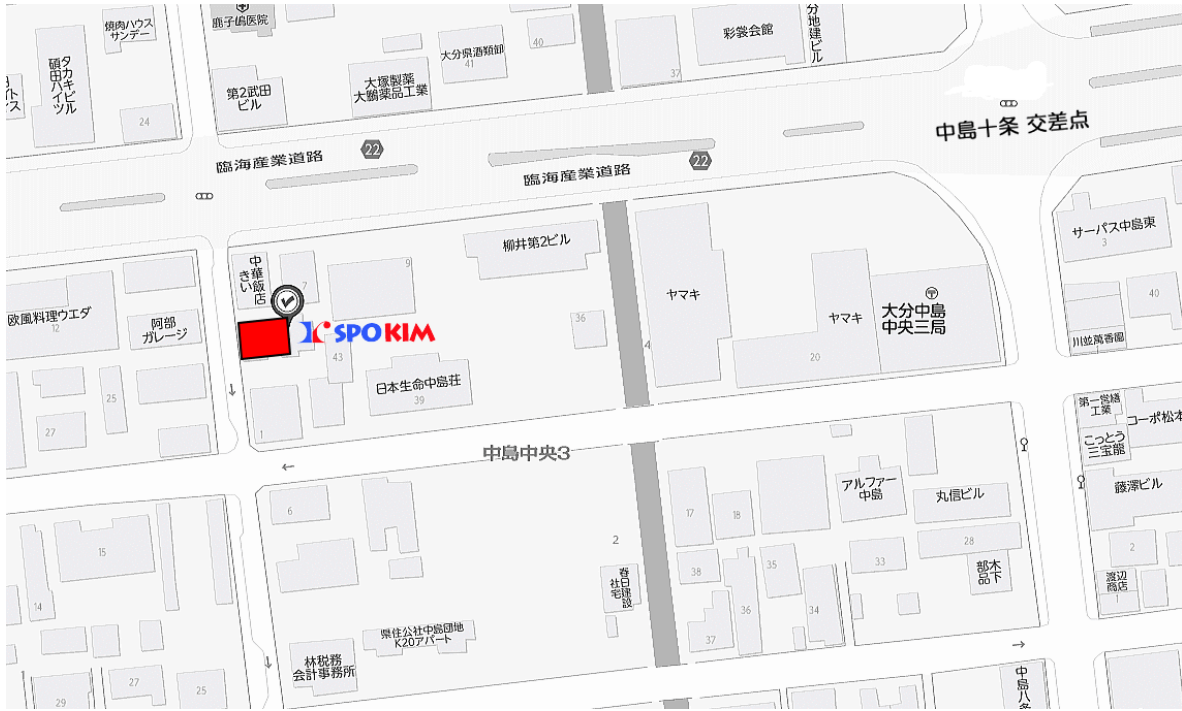 焼肉ハウス
サンデー
鹿子嶋医院
タカキビル
碩田ハイツ
24
第2武田
ビル
大塚製薬
大鵬薬品工業
大分県酒類卸
41
40
37
彩裳会館
分地建ビル
中島十条 交差点
臨海産業道路
22
臨海産業道路
22
サーパス中島東
3
40
川並萬香園
中華飯店
きい
7
9
柳井第2ビル
36
ヤマキ
4
ヤマキ
20
大分中島
中央三局
欧風料理ウエダ
12
阿部
ガレージ
SPOKIM
43
日本生命中島荘
39
25
27
1
中島中央3
第一営繕
工業
コーポ松本
こっとう
三宝龍
藤澤ビル
アルファー
中島
丸信ビル
6
15
14
17
18
2
38
35
33
28
木下
部品
春日建設
社宅
36
34
37
2
渡辺
商店
1
県住公社中島団地
K20アパート
林税務
会計事務所
29
27
25
中島八条